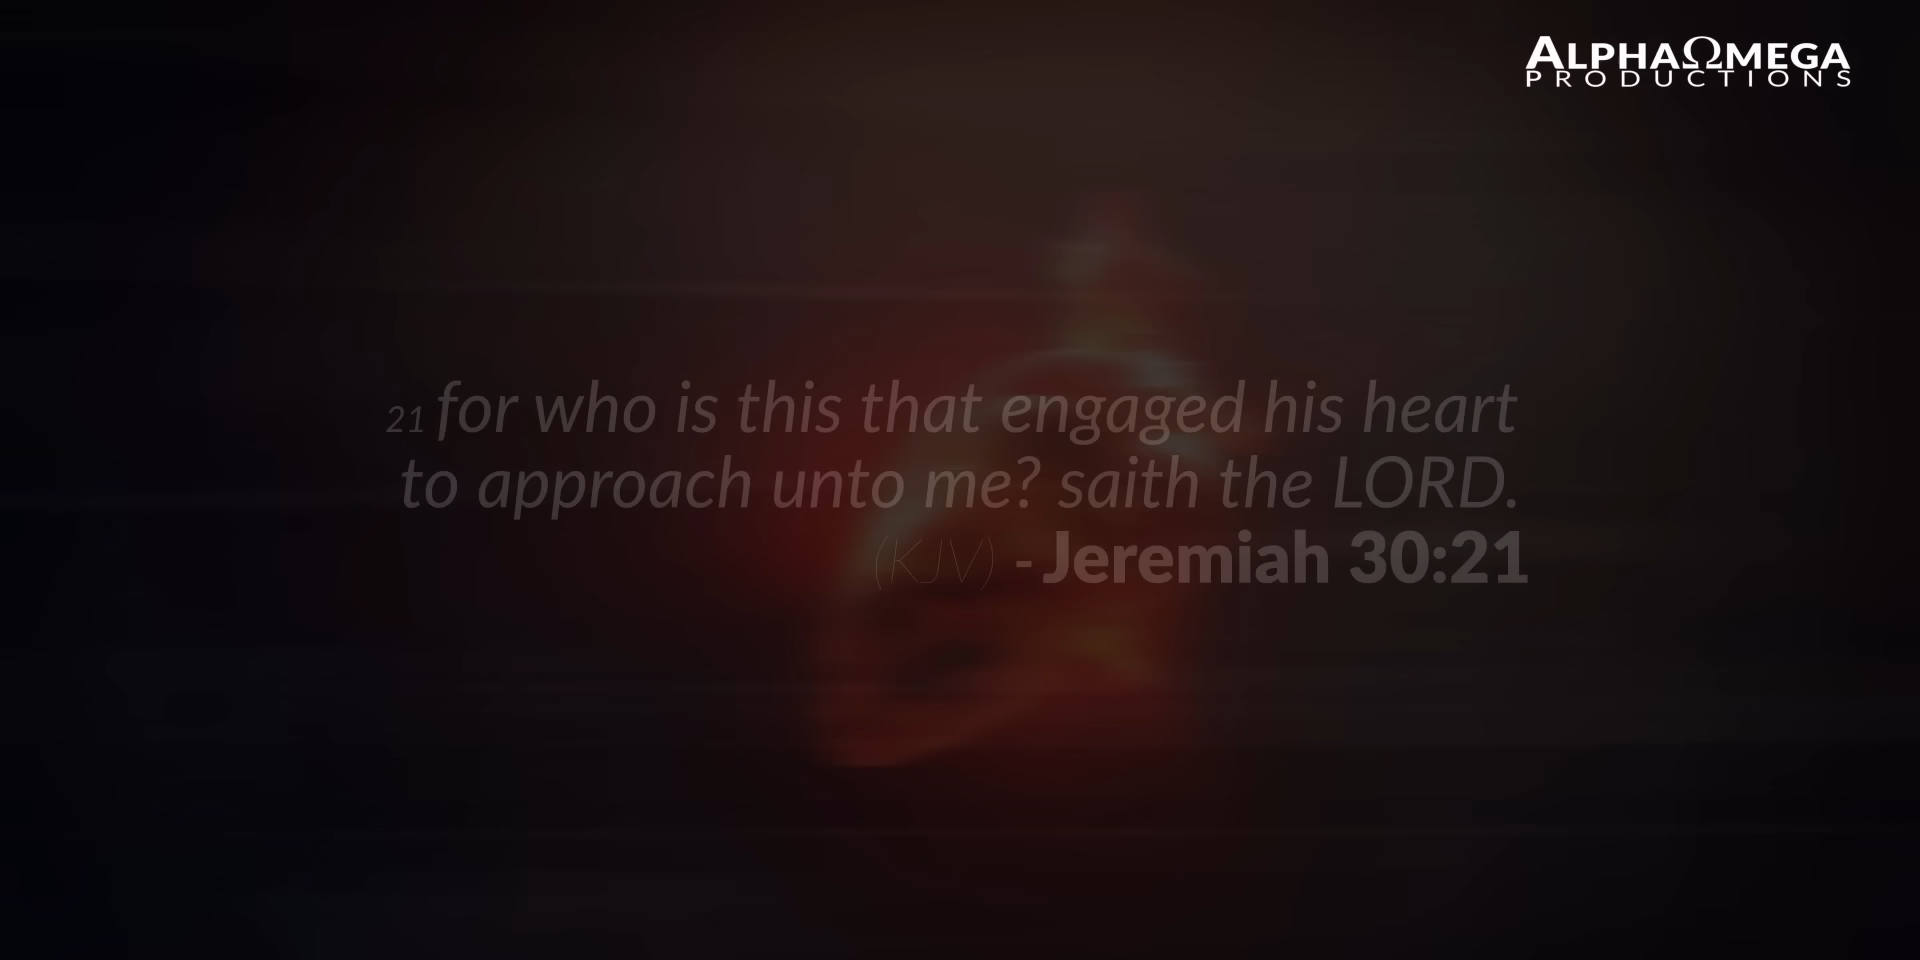 ALPHAΩMEGA
PRODUCTIONS
21 for who is this that engaged his heart
to approach unto me? saith the LORD.
(KJV) - Jeremiah 30:21